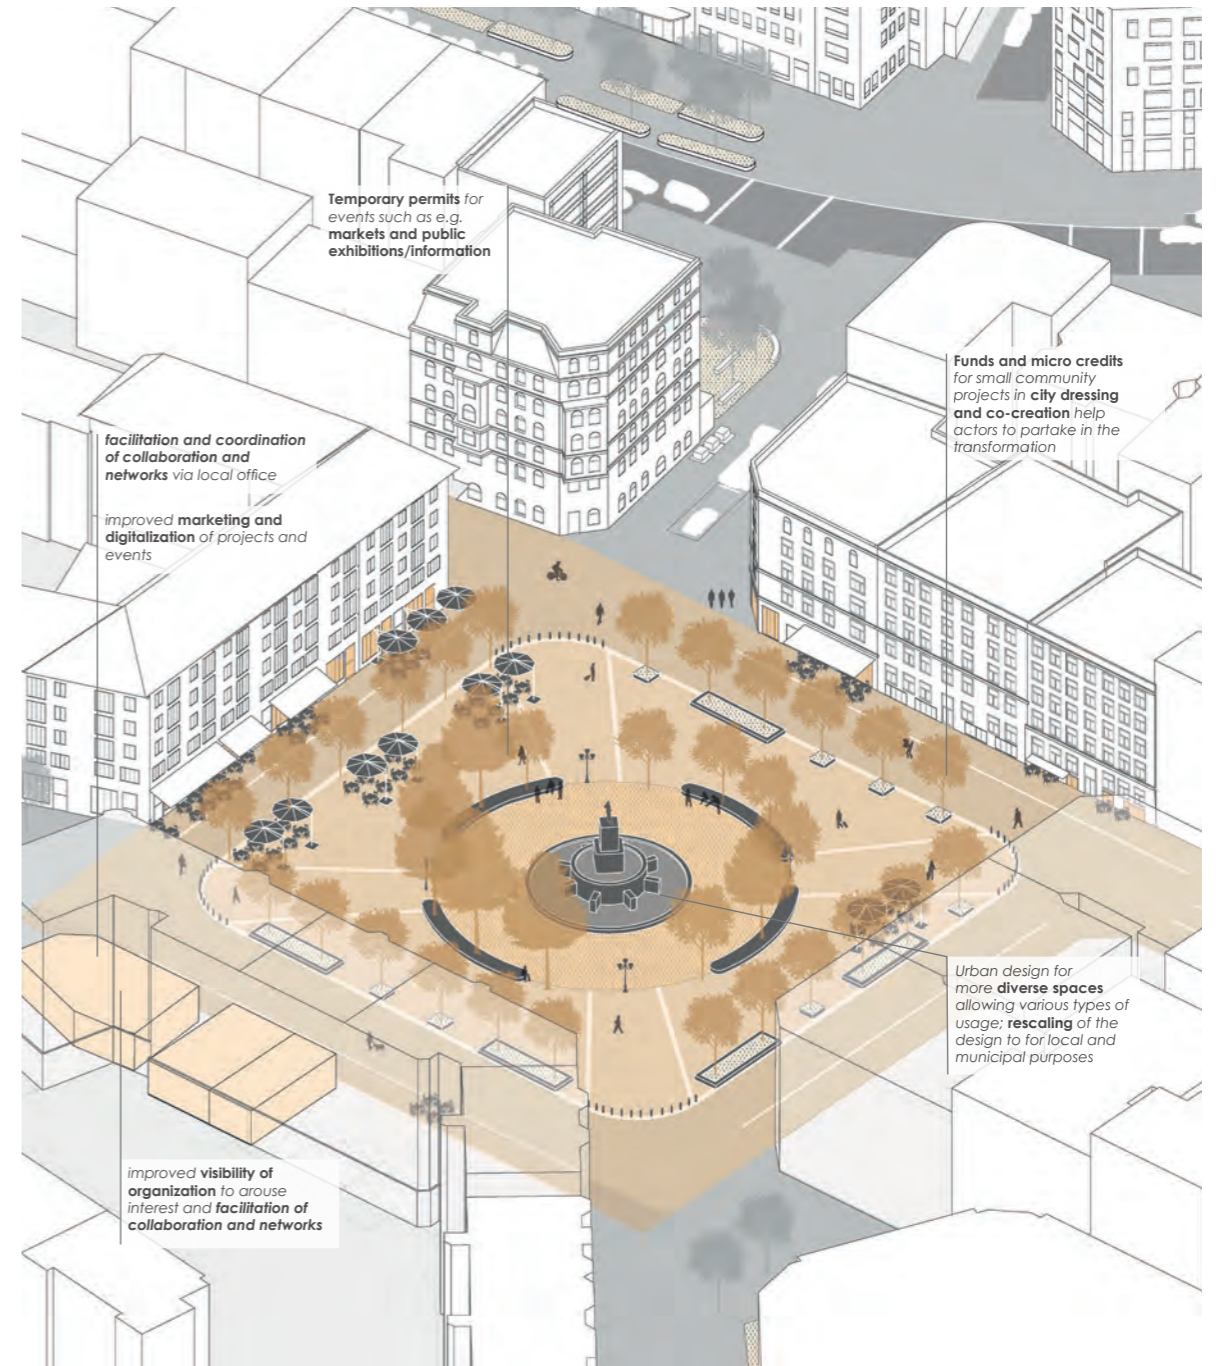 Temporary permits for
events such as e.g.
markets and public
exhibitions/information
Funds and micro credits
for small community
projects in city dressing
and co-creation help
actors to partake in the
transformation
facilitation and coordination
of collaboration and
networks via local office
improved marketing and
digitalization of projects and
events
Urban design for
more diverse spaces
allowing various types of
usage; rescaling of the
design to for local and
municipal purposes
improved visibility of
organization to arouse
interest and facilitation of
collaboration and networks